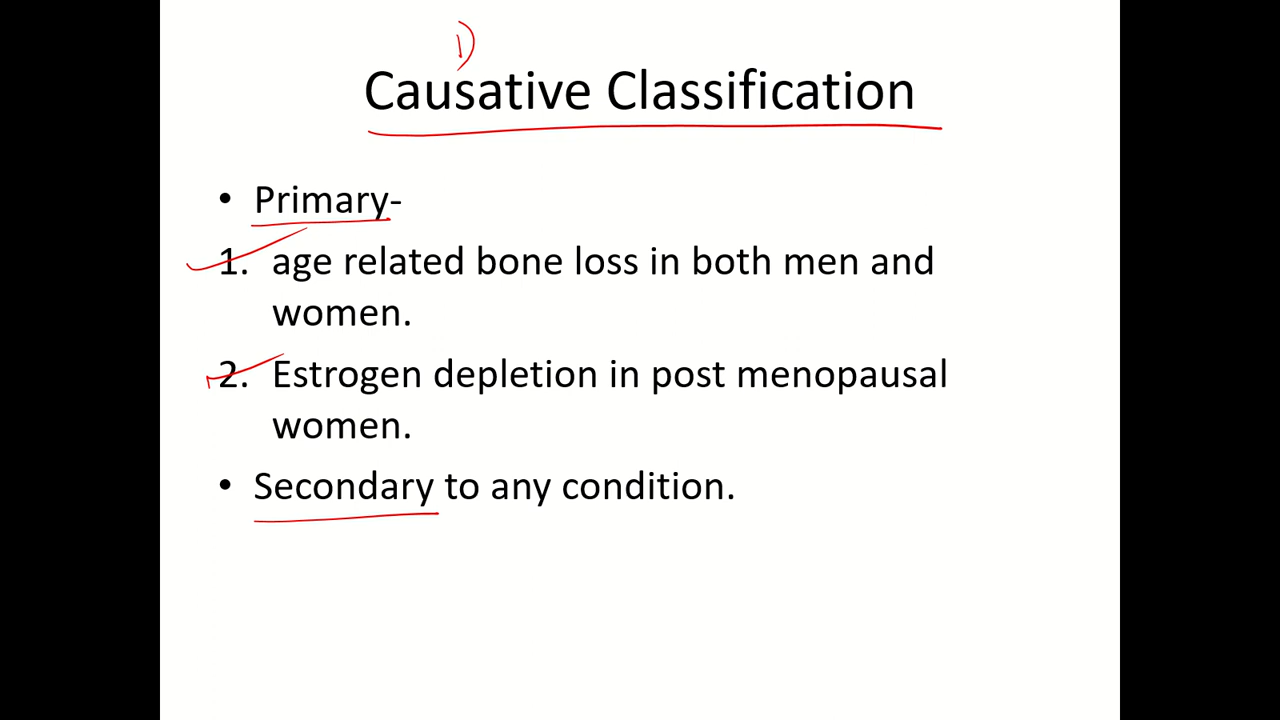 1)
Causative Classification
• Primary-
1. age related bone loss in both men and
women.
2. Estrogen depletion in post menopausal
women.
• Secondary to any condition.